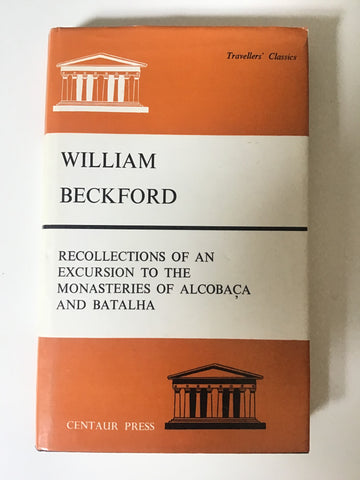 Travellers' Classics
WILLIAM
BECKFORD
RECOLLECTIONS OF AN
EXCURSION TO THE
MONASTERIES OF ALCOBAÇA
AND BATALHA
CENTAUR PRESS